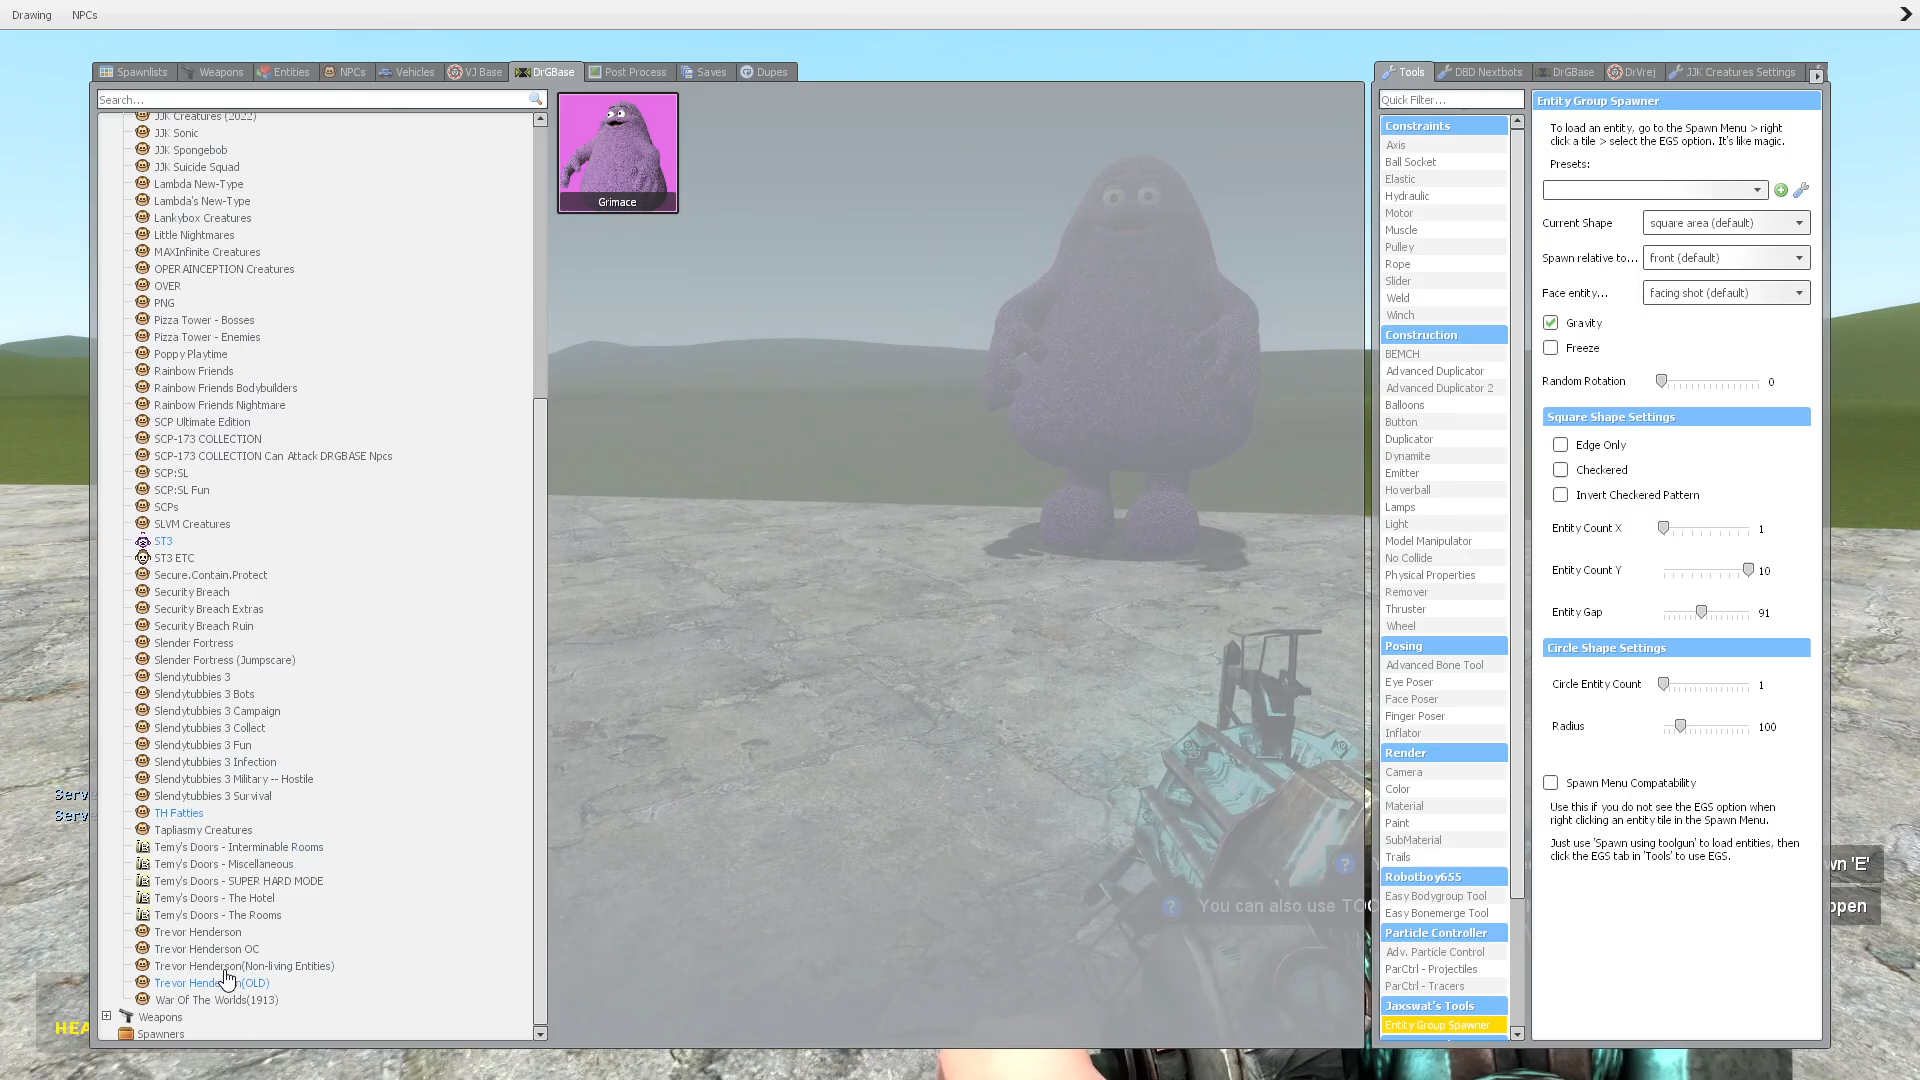 Drawing
NPCs
Spawnlists
Weapons
Entities
NPCs
Vehicles
VJ Base
DrGBase
Post Process
Saves
Dupes
Search...
JJK Creatures (2022)
JJK Sonic
JJK Spongebob
JJK Suicide Squad
Lambda New-Type
Lambda's New-Type
Lankybox Creatures
Little Nightmares
MAXInfinite Creatures
OPERAINCEPTION Creatures
OVER
PNG
Pizza Tower - Bosses
Pizza Tower - Enemies
Poppy Playtime
Rainbow Friends
Rainbow Friends Bodybuilders
Rainbow Friends Nightmare
SCP Ultimate Edition
SCP-173 COLLECTION
SCP-173 COLLECTION Can Attack DRGBASE Npcs
SCP:SL
SCP:SL Fun
SCPs
SLVM Creatures
ST3
ST3 ETC
Secure.Contain.Protect
Security Breach
Security Breach Extras
Security Breach Ruin
Slender Fortress
Slender Fortress (Jumpscare)
Slendytubbies 3
Slendytubbies 3 Bots
Slendytubbies 3 Campaign
Slendytubbies 3 Collect
Slendytubbies 3 Fun
Slendytubbies 3 Infection
Slendytubbies 3 Military -- Hostile
Slendytubbies 3 Survival
TH Fatties
Tapliasmy Creatures
Temy's Doors - Interminable Rooms
Temy's Doors - Miscellaneous
Temy's Doors - SUPER HARD MODE
Temy's Doors - The Hotel
Temy's Doors - The Rooms
Trevor Henderson
Trevor Henderson OC
Trevor Henderson(Non-living Entities)
Trevor Henderson(OLD)
War Of The Worlds(1913)
Weapons
Spawners
Grimace
Serv
Serv
HEA
You can also use TOO
wn 'E'
open
Tools
DBD Nextbots
DrGBase
DrVrej
JJK Creatures Settings
Quick Filter...
Constraints
Axis
Ball Socket
Elastic
Hydraulic
Motor
Muscle
Pulley
Rope
Slider
Weld
Winch
Construction
BEMCH
Advanced Duplicator
Advanced Duplicator 2
Balloons
Button
Duplicator
Dynamite
Emitter
Hoverball
Lamps
Light
Model Manipulator
No Collide
Physical Properties
Remover
Thruster
Wheel
Posing
Advanced Bone Tool
Eye Poser
Face Poser
Finger Poser
Inflator
Render
Camera
Color
Material
Paint
SubMaterial
Trails
Robotboy655
Easy Bodygroup Tool
Easy Bonemerge Tool
Particle Controller
Adv. Particle Control
ParCtrl - Projectiles
ParCtrl - Tracers
Jaxswat's Tools
Entity Group Spawner
Entity Group Spawner
To load an entity, go to the Spawn Menu > right
click a tile > select the EGS option. It's like magic.
Presets:
Current Shape
square area (default)
Spawn relative to...
front (default)
Face entity...
facing shot (default)
Gravity
Freeze
Random Rotation
0
Square Shape Settings
Edge Only
Checkered
Invert Checkered Pattern
Entity Count X
1
Entity Count Y
10
Entity Gap
91
Circle Shape Settings
Circle Entity Count
1
Radius
100
Spawn Menu Compatability
Use this if you do not see the EGS option when
right clicking an entity tile in the Spawn Menu.
Just use 'Spawn using toolgun' to load entities, then
click the EGS tab in 'Tools' to use EGS.